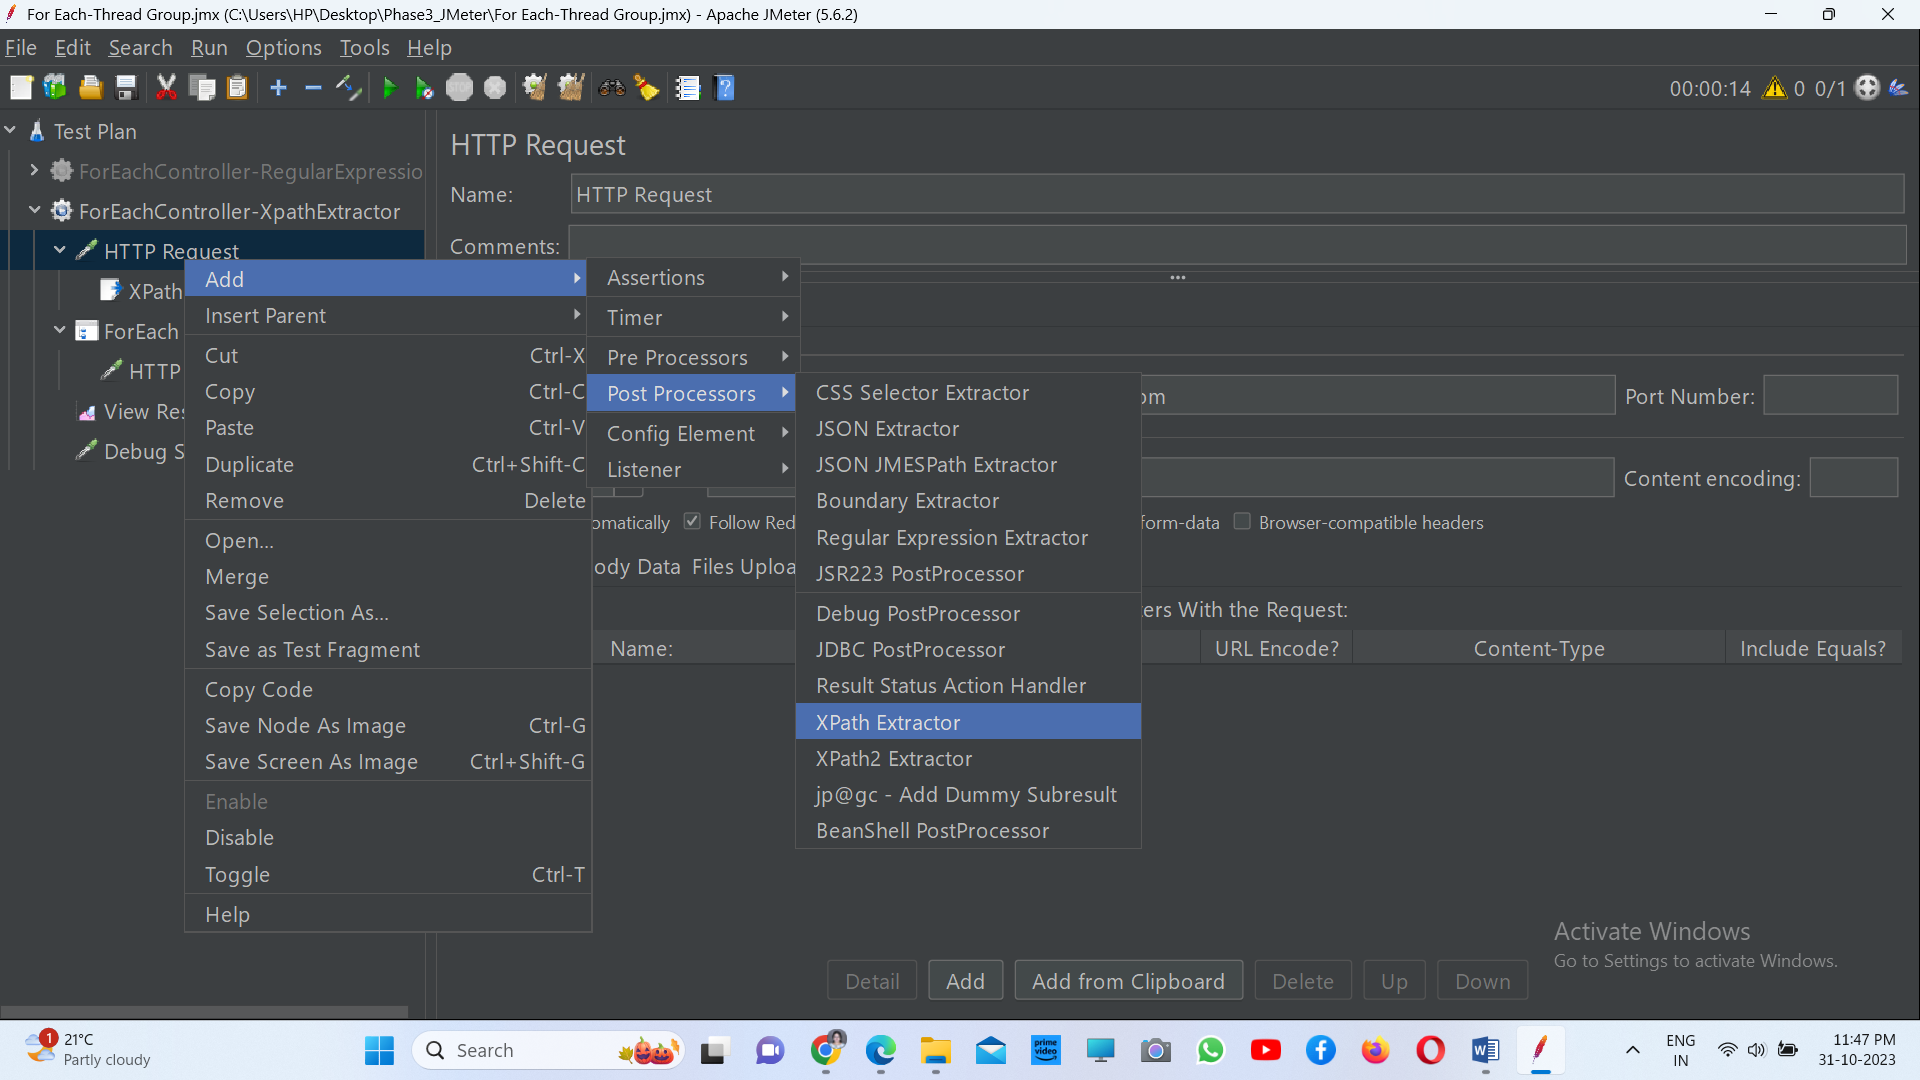 For Each-Thread Group.jmx (C:\Users\HP\Desktop\Phase3_JMeter\For Each-Thread Group.jmx) - Apache JMeter (5.6.2)
File Edit Search Run Options Tools Help
00:00:14 0 0/1
Test Plan
ForEachController-RegularExpressio
ForEachController-XpathExtractor
HTTP Request
XPath
ForEach
HTTP
View Res
Debug S
HTTP Request
Name: HTTP Request
Comments:
Add
Insert Parent
Cut Ctrl-X
Copy Ctrl-C
Paste Ctrl-V
Duplicate Ctrl+Shift-C
Remove Delete
Open...
Merge
Save Selection As...
Save as Test Fragment
Copy Code
Save Node As Image Ctrl-G
Save Screen As Image Ctrl+Shift-G
Enable
Disable
Toggle Ctrl-T
Help
Assertions
Timer
Pre Processors
Post Processors
Config Element
Listener
CSS Selector Extractor
JSON Extractor
JSON JMESPath Extractor
Boundary Extractor
Regular Expression Extractor
JSR223 PostProcessor
Debug PostProcessor
JDBC PostProcessor
Result Status Action Handler
XPath Extractor
XPath2 Extractor
jp@gc - Add Dummy Subresult
BeanShell PostProcessor
om Port Number:
Content encoding:
omatically Follow Red form-data Browser-compatible headers
ody Data Files Uploa
ers With the Request:
Name: URL Encode? Content-Type Include Equals?
Detail Add Add from Clipboard Delete Up Down
Activate Windows
Go to Settings to activate Windows.
1
21°C
Partly cloudy
Search
prime video
ENG
IN
11:47 PM
31-10-2023